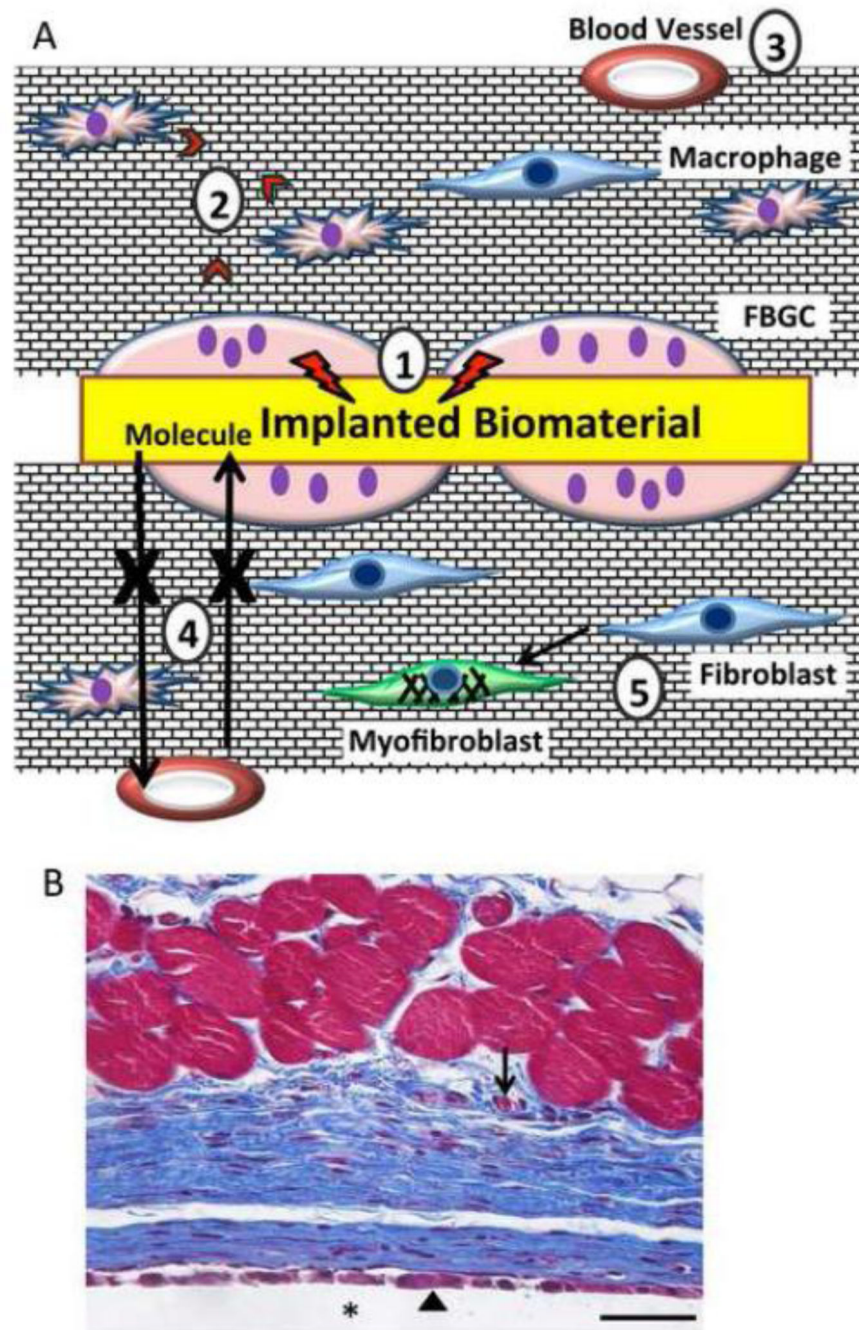 A
Blood Vessel
3
Macrophage
2
FBGC
1
Molecule
Implanted Biomaterial
X X
4
5
Fibroblast
Myofibroblast
B
*